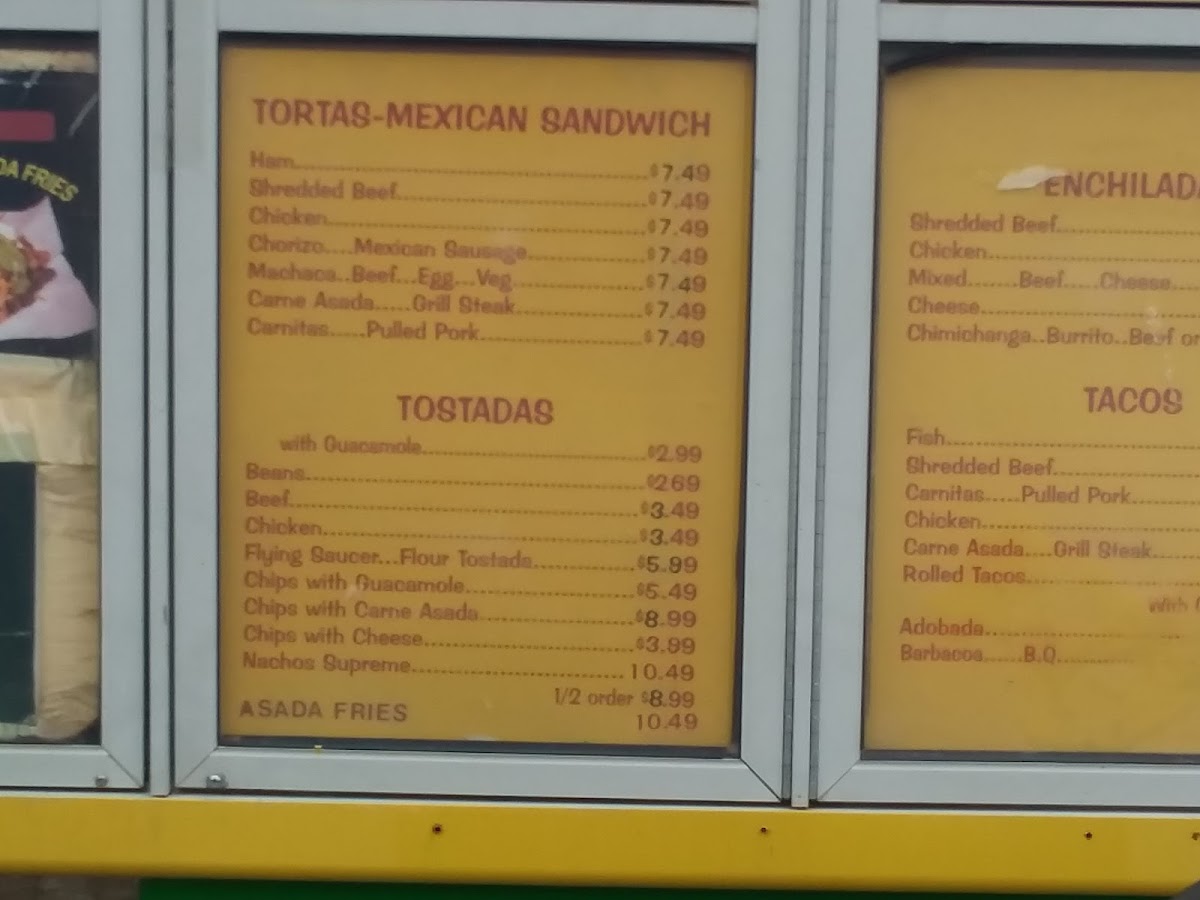 DA FRIES
TORTAS-MEXICAN SANDWICH
Ham..........$7.49
Shredded Beef..........$7.49
Chicken..........$7.49
Chorizo....Mexican Sausage..........$7.49
Machaca..Beef...Egg...Veg..........$7.49
Carne Asada.....Grill Steak..........$7.49
Carnitas.....Pulled Pork..........$7.49
TOSTADAS
with Guacamole..........$2.99
Beans..........$269
Beef..........$3.49
Chicken..........$3.49
Flying Saucer...Flour Tostada..........$5.99
Chips with Guacamole..........$5.49
Chips with Carne Asada..........$8.99
Chips with Cheese..........$3.99
Nachos Supreme..........10.49
1/2 order $8.99
ASADA FRIES 10.49
ENCHILADA
Shredded Beef..........
Chicken..........
Mixed.......Beef.....Cheese.....
Cheese..........
Chimichanga..Burrito..Beef or
TACOS
Fish..........
Shredded Beef..........
Carnitas.....Pulled Pork..........
Chicken..........
Carne Asada....Grill Steak.....
Rolled Tacos..........
With
Adobada..........
Barbacoa......B.Q..........